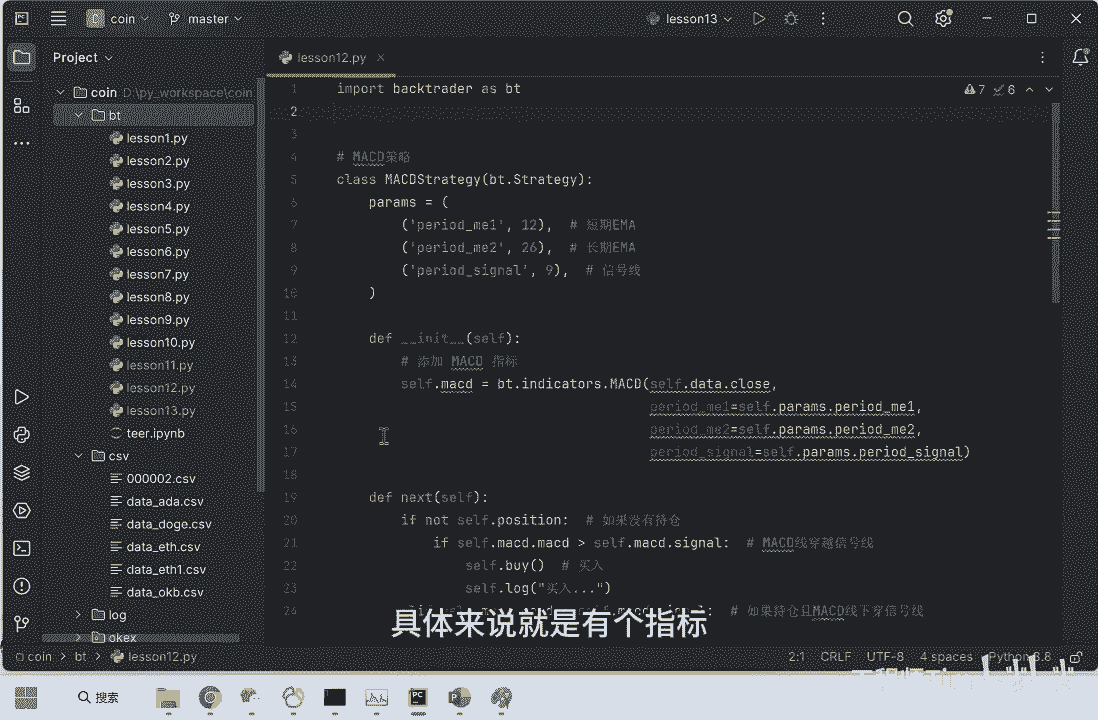 coin
master
lesson13
Project
lesson12.py
coin D:\py_workspace\coin
bt
lesson1.py
lesson2.py
lesson3.py
lesson4.py
lesson5.py
lesson6.py
lesson7.py
lesson8.py
lesson9.py
lesson10.py
lesson11.py
lesson12.py
lesson13.py
teer.ipynb
csv
000002.csv
data_ada.csv
data_doge.csv
data_eth.csv
data_eth1.csv
data_okb.csv
log
okex
7 6
1 import backtrader as bt
2
3
4 # MACD策略
5 class MACDStrategy(bt.Strategy):
6 params = (
7 ('period_me1', 12), # 短期EMA
8 ('period_me2', 26), # 长期EMA
9 ('period_signal', 9), # 信号线
10 )
11
12 def __init__(self):
13 # 添加 MACD 指标
14 self.macd = bt.indicators.MACD(self.data.close,
15 period_me1=self.params.period_me1,
16 period_me2=self.params.period_me2,
17 period_signal=self.params.period_signal)
18
19 def next(self):
20 if not self.position: # 如果没有持仓
21 if self.macd.macd > self.macd.signal: # MACD线穿越信号线
22 self.buy() # 买入
23 self.log("买入...")
24 # 如果持仓且MACD线下穿信号线
具体来说就是有个指标
coin > bt > lesson12.py
2:1 CRLF UTF-8 4 spaces Python 3.8
搜索